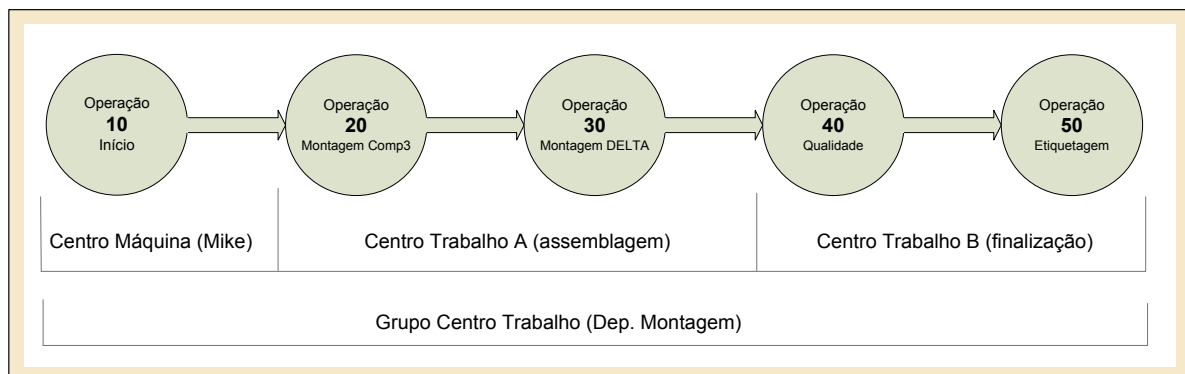 Operação
10
Início
Operação
20
Montagem Comp3
Operação
30
Montagem DELTA
Operação
40
Qualidade
Operação
50
Etiquetagem
Centro Máquina (Mike)
Centro Trabalho A (assemblagem)
Centro Trabalho B (finalização)
Grupo Centro Trabalho (Dep. Montagem)